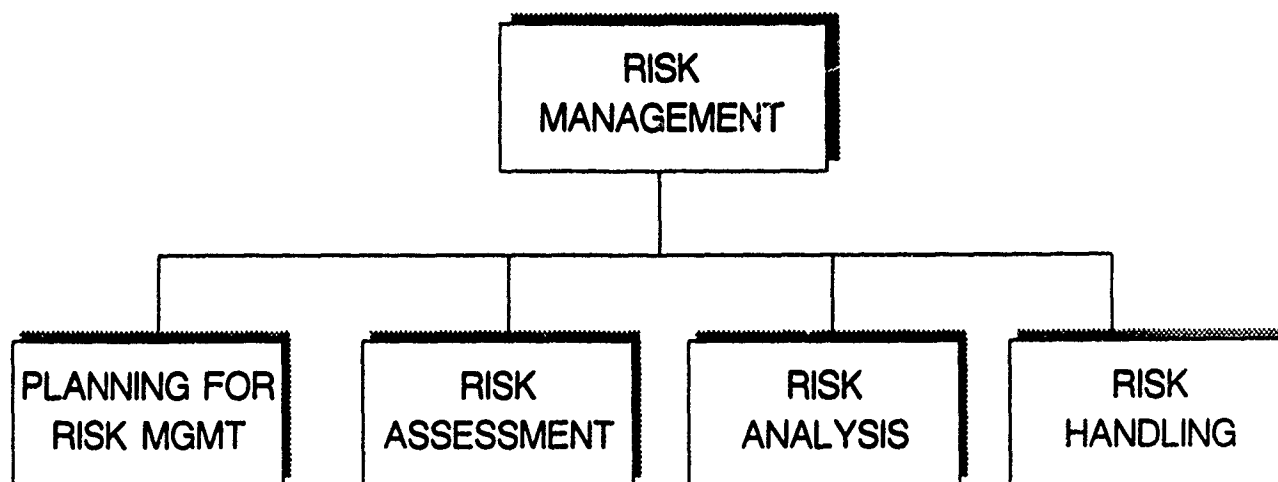 RISK
MANAGEMENT
PLANNING FOR
RISK MGMT
RISK
ASSESSMENT
RISK
ANALYSIS
RISK
HANDLING